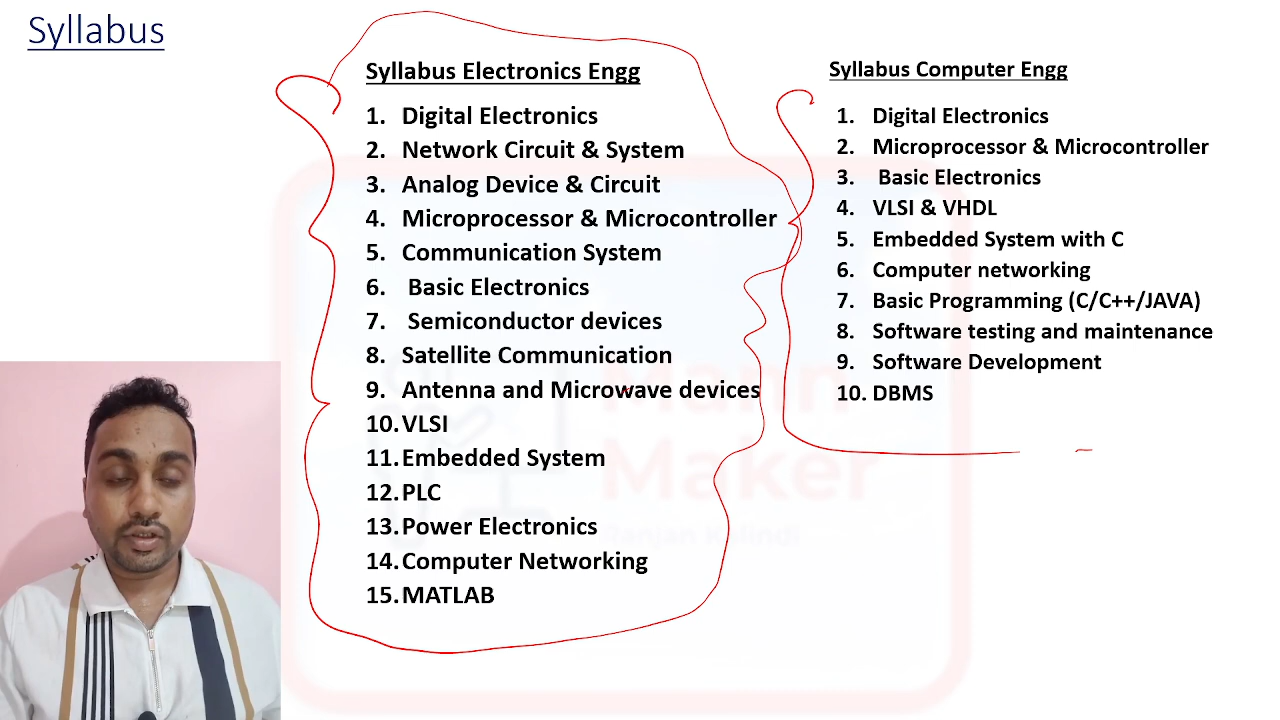 Syllabus
Syllabus Electronics Engg
1. Digital Electronics
2. Network Circuit & System
3. Analog Device & Circuit
4. Microprocessor & Microcontroller
5. Communication System
6. Basic Electronics
7. Semiconductor devices
8. Satellite Communication
9. Antenna and Microwave devices
10. VLSI
11. Embedded System
12. PLC
13. Power Electronics
14. Computer Networking
15. MATLAB
Syllabus Computer Engg
1. Digital Electronics
2. Microprocessor & Microcontroller
3. Basic Electronics
4. VLSI & VHDL
5. Embedded System with C
6. Computer networking
7. Basic Programming (C/C++/JAVA)
8. Software testing and maintenance
9. Software Development
10. DBMS
Mann
Maker
Ranjan Kalindi